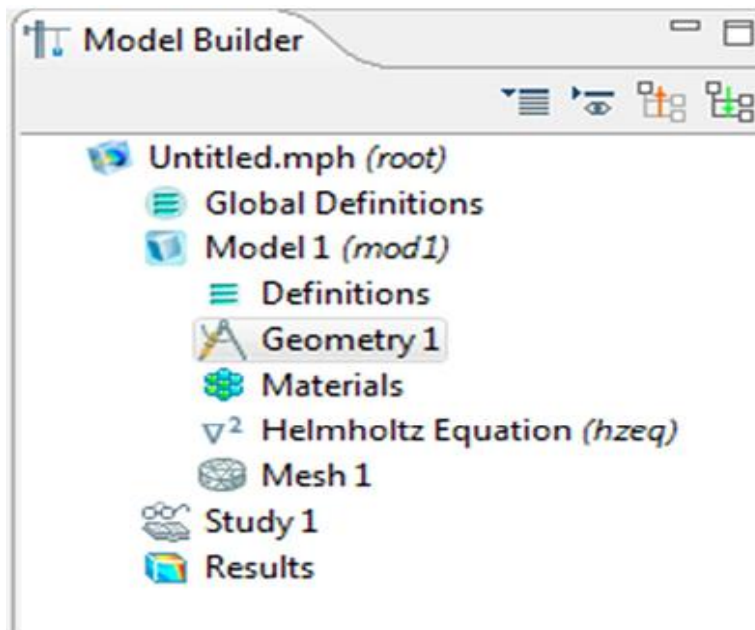 Model Builder
Untitled.mph (root)
Global Definitions
Model 1 (mod1)
Definitions
Geometry 1
Materials
∇² Helmholtz Equation (hzeq)
Mesh 1
Study 1
Results